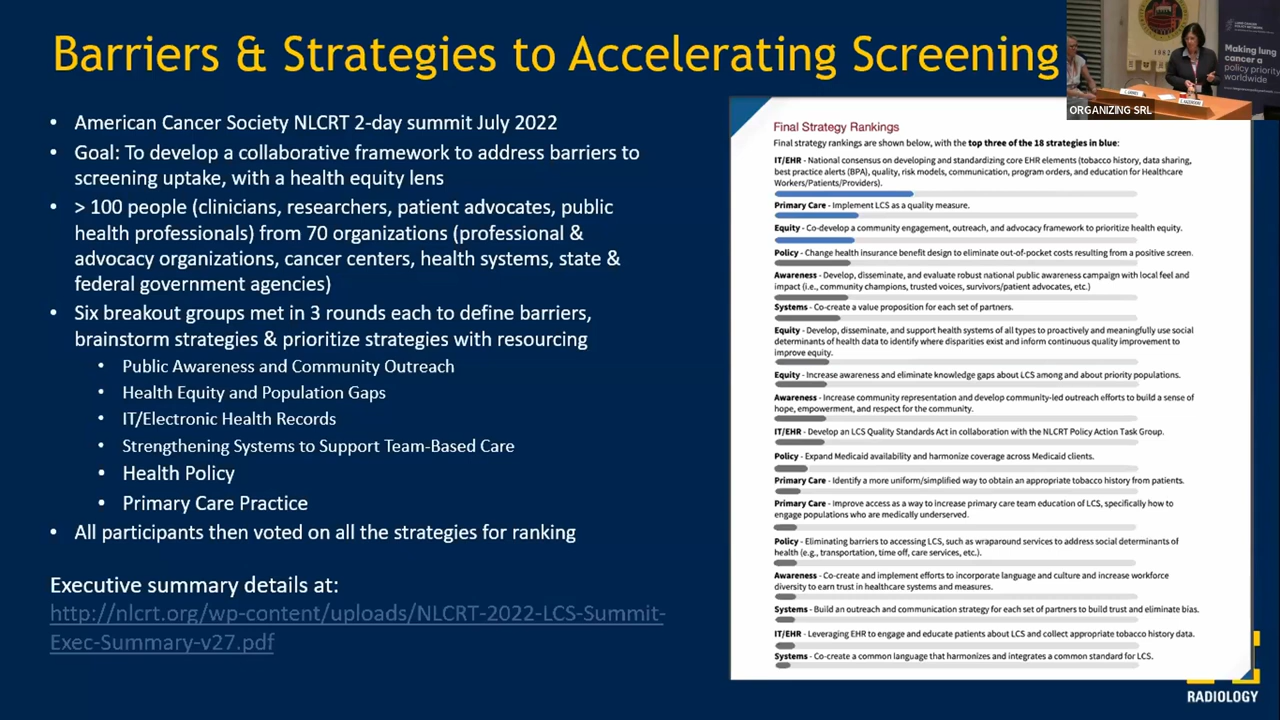 Barriers & Strategies to Accelerating Screening
• American Cancer Society NLCRT 2-day summit July 2022
• Goal: To develop a collaborative framework to address barriers to
screening uptake, with a health equity lens
• > 100 people (clinicians, researchers, patient advocates, public
health professionals) from 70 organizations (professional &
advocacy organizations, cancer centers, health systems, state &
federal government agencies)
• Six breakout groups met in 3 rounds each to define barriers,
brainstorm strategies & prioritize strategies with resourcing
• Public Awareness and Community Outreach
• Health Equity and Population Gaps
• IT/Electronic Health Records
• Strengthening Systems to Support Team-Based Care
• Health Policy
• Primary Care Practice
• All participants then voted on all the strategies for ranking
Executive summary details at:
http://nlcrt.org/wp-content/uploads/NLCRT-2022-LCS-Summit-
Exec-Summary-v27.pdf
Final Strategy Rankings
Final strategy rankings are shown below, with the top three of the 18 strategies in blue:
IT/EHR - National consensus on developing and standardizing core EHR elements (tobacco history, data sharing,
best practice alerts (BPA), quality, risk models, communication, program orders, and education for Healthcare
Workers/Patients/Providers).
Primary Care - Implement LCS as a quality measure.
Equity - Co-develop a community engagement, outreach, and advocacy framework to prioritize health equity.
Policy - Change health insurance benefit design to eliminate out-of-pocket costs resulting from a positive screen.
Awareness - Develop, disseminate, and evaluate robust national public awareness campaign with local feel and
impact (i.e., community champions, trusted voices, survivors/patient advocates, etc.)
Systems - Co-create a value proposition for each set of partners.
Equity - Develop, disseminate, and support health systems of all types to proactively and meaningfully use social
determinants of health data to identify where disparities exist and inform continuous quality improvement to
improve equity.
Equity - Increase awareness and eliminate knowledge gaps about LCS among and about priority populations.
Awareness - Increase community representation and develop community-led outreach efforts to build a sense of
hope, empowerment, and respect for the community.
IT/EHR - Develop an LCS Quality Standards Act in collaboration with the NLCRT Policy Action Task Group.
Policy - Expand Medicaid availability and harmonize coverage across Medicaid clients.
Primary Care - Identify a more uniform/simplified way to obtain an appropriate tobacco history from patients.
Primary Care - Improve access as a way to increase primary care team education of LCS, specifically how to
engage populations who are medically underserved.
Policy - Eliminating barriers to accessing LCS, such as wraparound services to address social determinants of
health (e.g., transportation, time off, care services, etc.).
Awareness - Co-create and implement efforts to incorporate language and culture and increase workforce
diversity to earn trust in healthcare systems and measures.
Systems - Build an outreach and communication strategy for each set of partners to build trust and eliminate bias.
IT/EHR - Leveraging EHR to engage and educate patients about LCS and collect appropriate tobacco history data.
Systems - Co-create a common language that harmonizes and integrates a common standard for LCS.
Making lung
cancer a
policy priority
worldwide
ORGANIZING SRL
RADIOLOGY